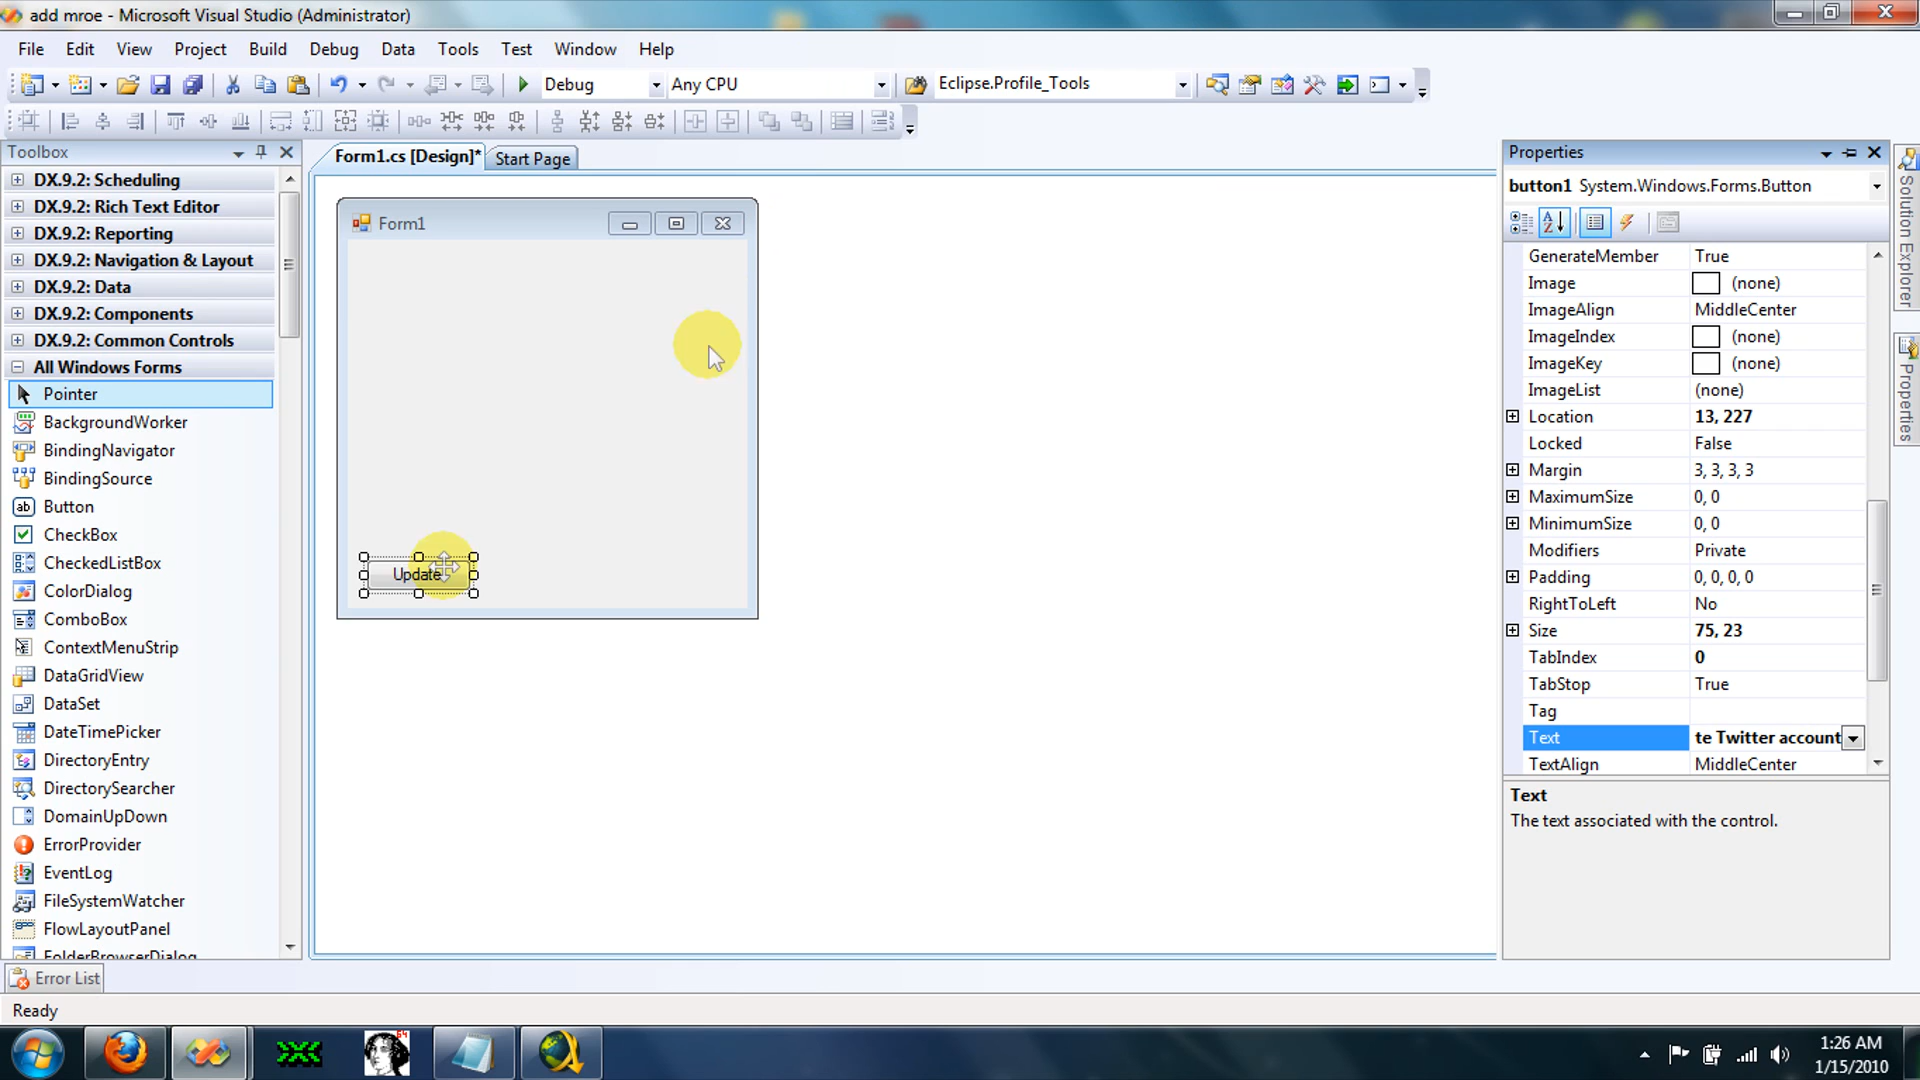 add mroe - Microsoft Visual Studio (Administrator)
File Edit View Project Build Debug Data Tools Test Window Help
Debug Any CPU Eclipse.Profile_Tools
Toolbox
DX.9.2: Scheduling
DX.9.2: Rich Text Editor
DX.9.2: Reporting
DX.9.2: Navigation & Layout
DX.9.2: Data
DX.9.2: Components
DX.9.2: Common Controls
All Windows Forms
Pointer
BackgroundWorker
BindingNavigator
BindingSource
Button
CheckBox
CheckedListBox
ColorDialog
ComboBox
ContextMenuStrip
DataGridView
DataSet
DateTimePicker
DirectoryEntry
DirectorySearcher
DomainUpDown
ErrorProvider
EventLog
FileSystemWatcher
FlowLayoutPanel
FolderBrowserDialog
Form1.cs [Design]* Start Page
Form1
Update
Properties
button1 System.Windows.Forms.Button
GenerateMember True
Image (none)
ImageAlign MiddleCenter
ImageIndex (none)
ImageKey (none)
ImageList (none)
Location 13, 227
Locked False
Margin 3, 3, 3, 3
MaximumSize 0, 0
MinimumSize 0, 0
Modifiers Private
Padding 0, 0, 0, 0
RightToLeft No
Size 75, 23
TabIndex 0
TabStop True
Tag
Text te Twitter account
TextAlign MiddleCenter
Text
The text associated with the control.
Solution Explorer
Properties
Error List
Ready
64
1:26 AM
1/15/2010